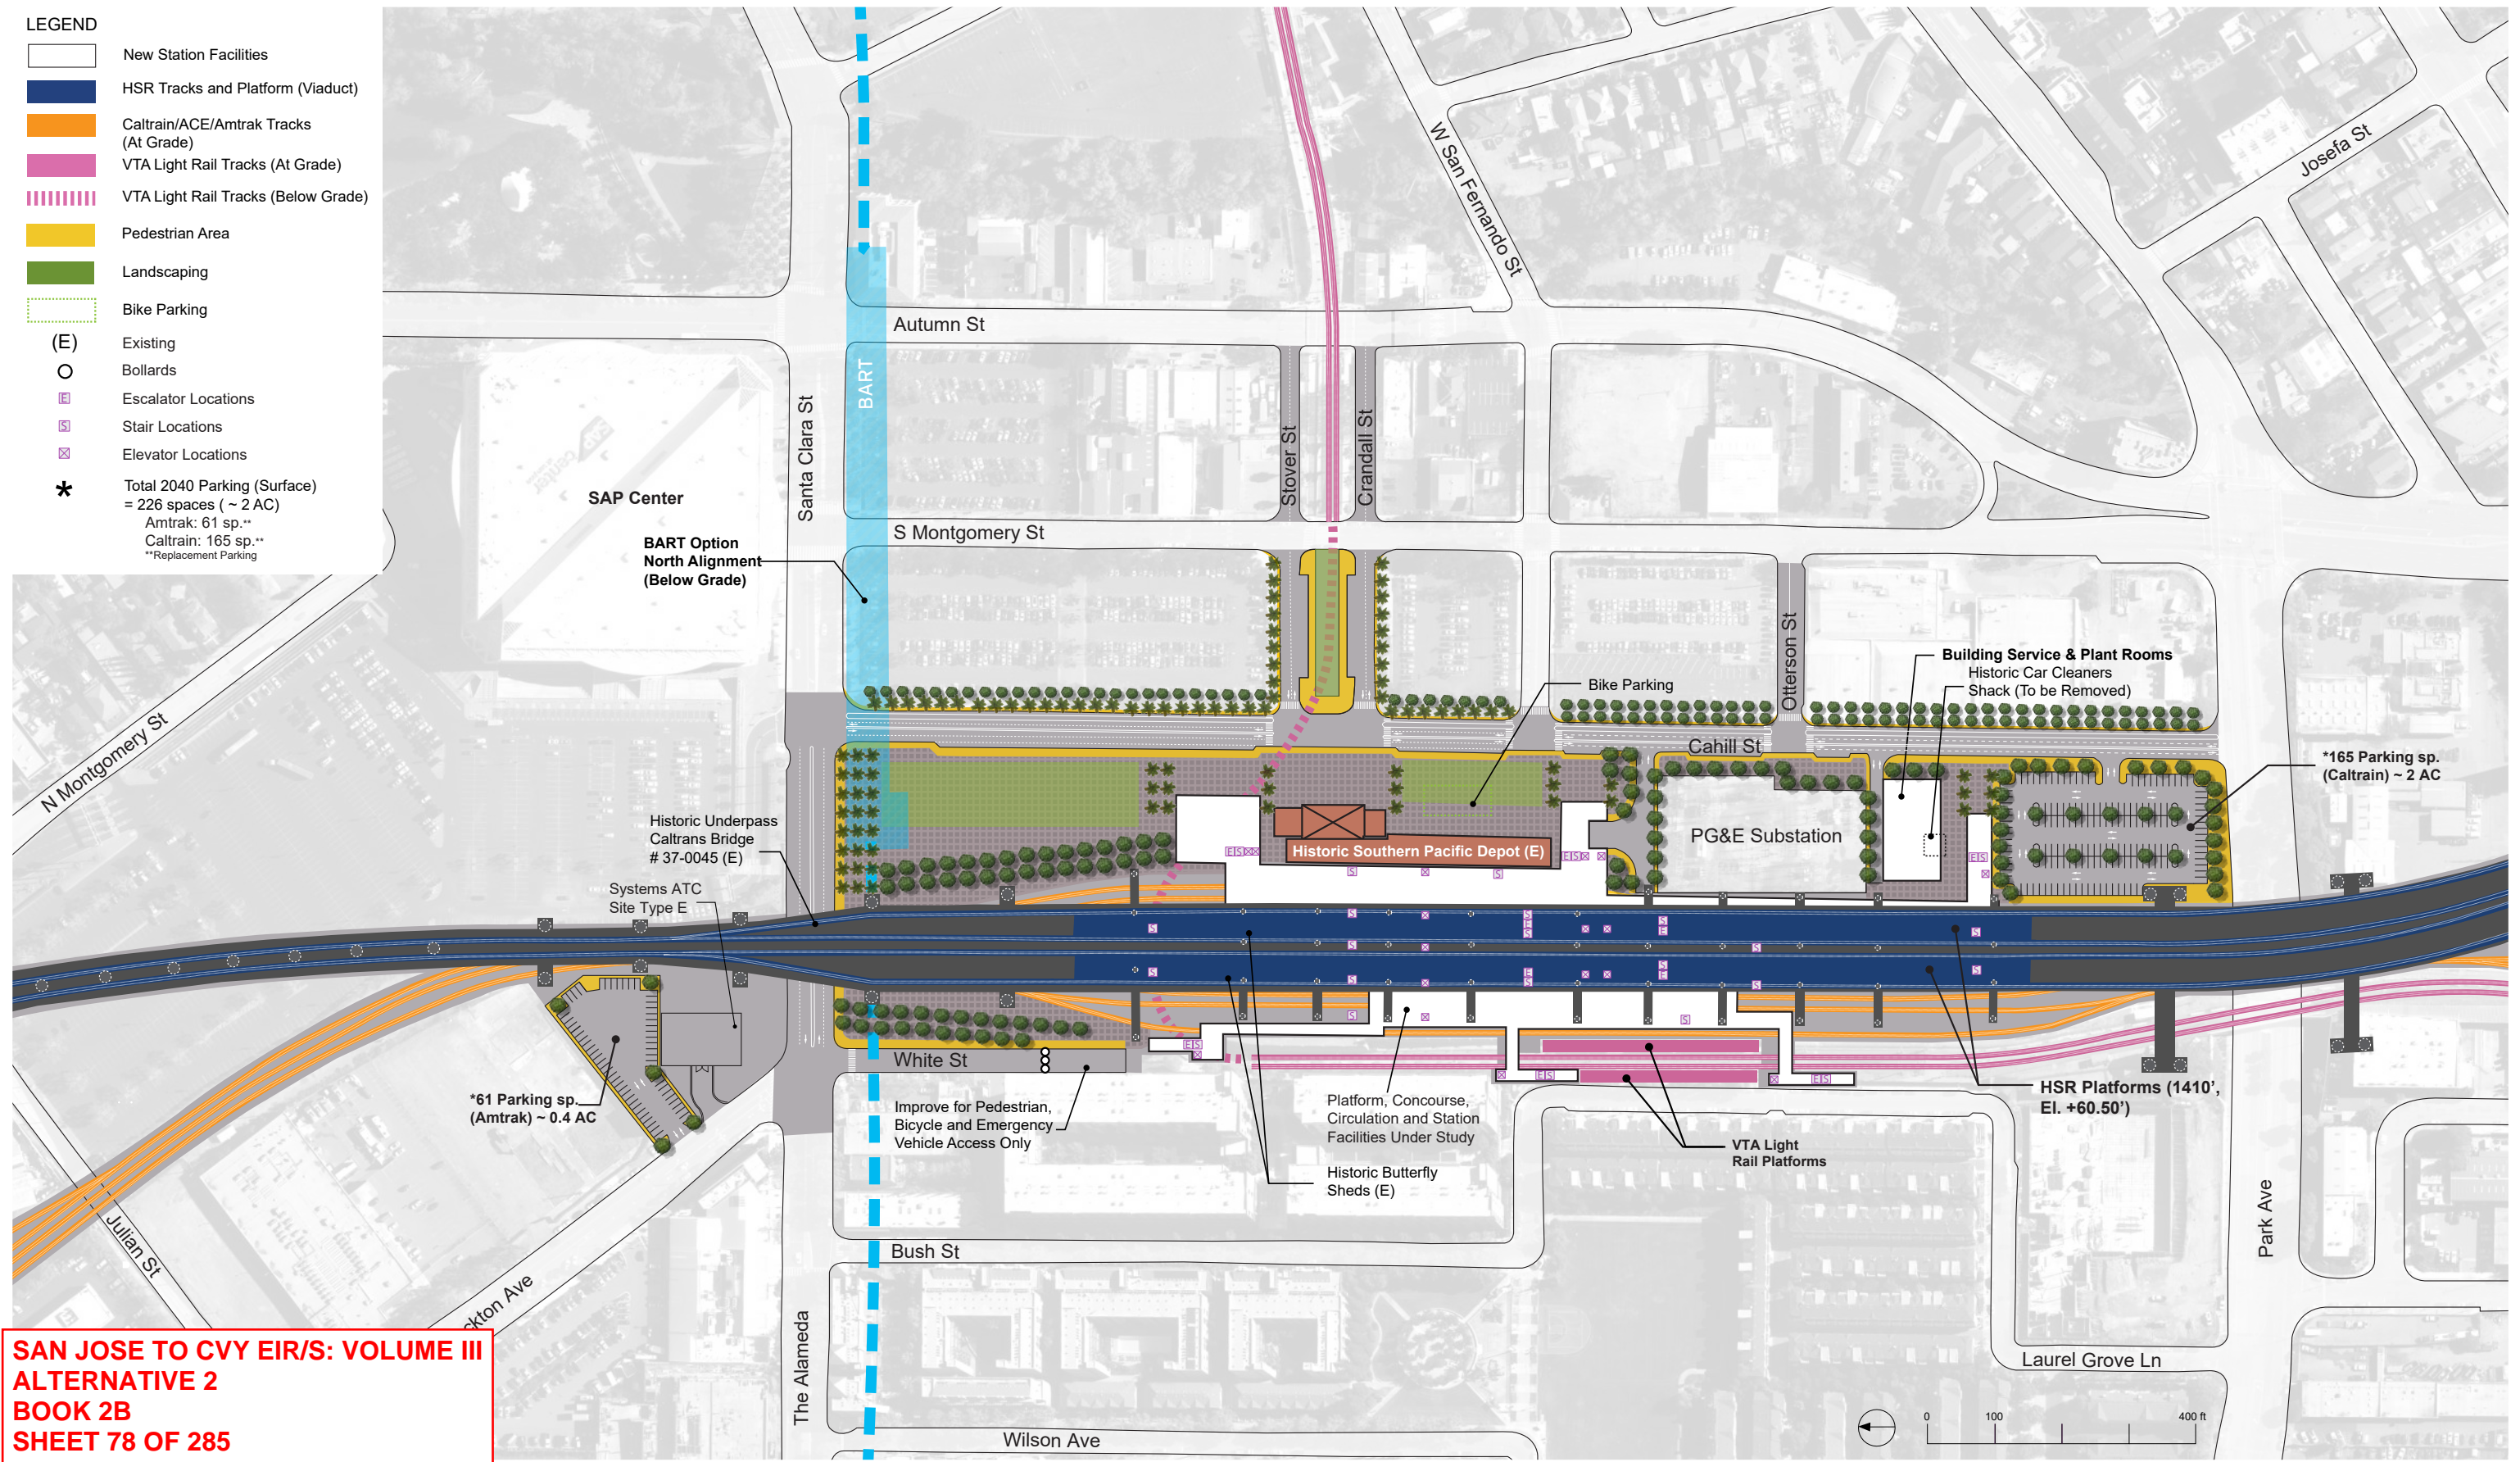 LEGEND
New Station Facilities
HSR Tracks and Platform (Viaduct)
Caltrain/ACE/Amtrak Tracks
(At Grade)
VTA Light Rail Tracks (At Grade)
VTA Light Rail Tracks (Below Grade)
Pedestrian Area
Landscaping
Bike Parking
(E) Existing
Bollards
E Escalator Locations
S Stair Locations
Elevator Locations
* Total 2040 Parking (Surface)
= 226 spaces ( ~ 2 AC)
Amtrak: 61 sp.**
Caltrain: 165 sp.**
**Replacement Parking
W San Fernando St
Josefa St
Autumn St
BART
Santa Clara St
Stover St
Crandall St
SAP Center
S Montgomery St
BART Option
North Alignment
(Below Grade)
Otterson St
Building Service & Plant Rooms
Historic Car Cleaners
Shack (To be Removed)
Bike Parking
N Montgomery St
Cahill St
*165 Parking sp.
(Caltrain) ~ 2 AC
Historic Underpass
Caltrans Bridge
# 37-0045 (E)
PG&E Substation
Historic Southern Pacific Depot (E)
Systems ATC
Site Type E
White St
*61 Parking sp.
(Amtrak) ~ 0.4 AC
Improve for Pedestrian,
Bicycle and Emergency
Vehicle Access Only
Platform, Concourse,
Circulation and Station
Facilities Under Study
HSR Platforms (1410',
El. +60.50')
VTA Light
Rail Platforms
Historic Butterfly
Sheds (E)
Julian St
Park Ave
Bush St
ckton Ave
The Alameda
Laurel Grove Ln
Wilson Ave
0 100 400 ft
SAN JOSE TO CVY EIR/S: VOLUME III
ALTERNATIVE 2
BOOK 2B
SHEET 78 OF 285